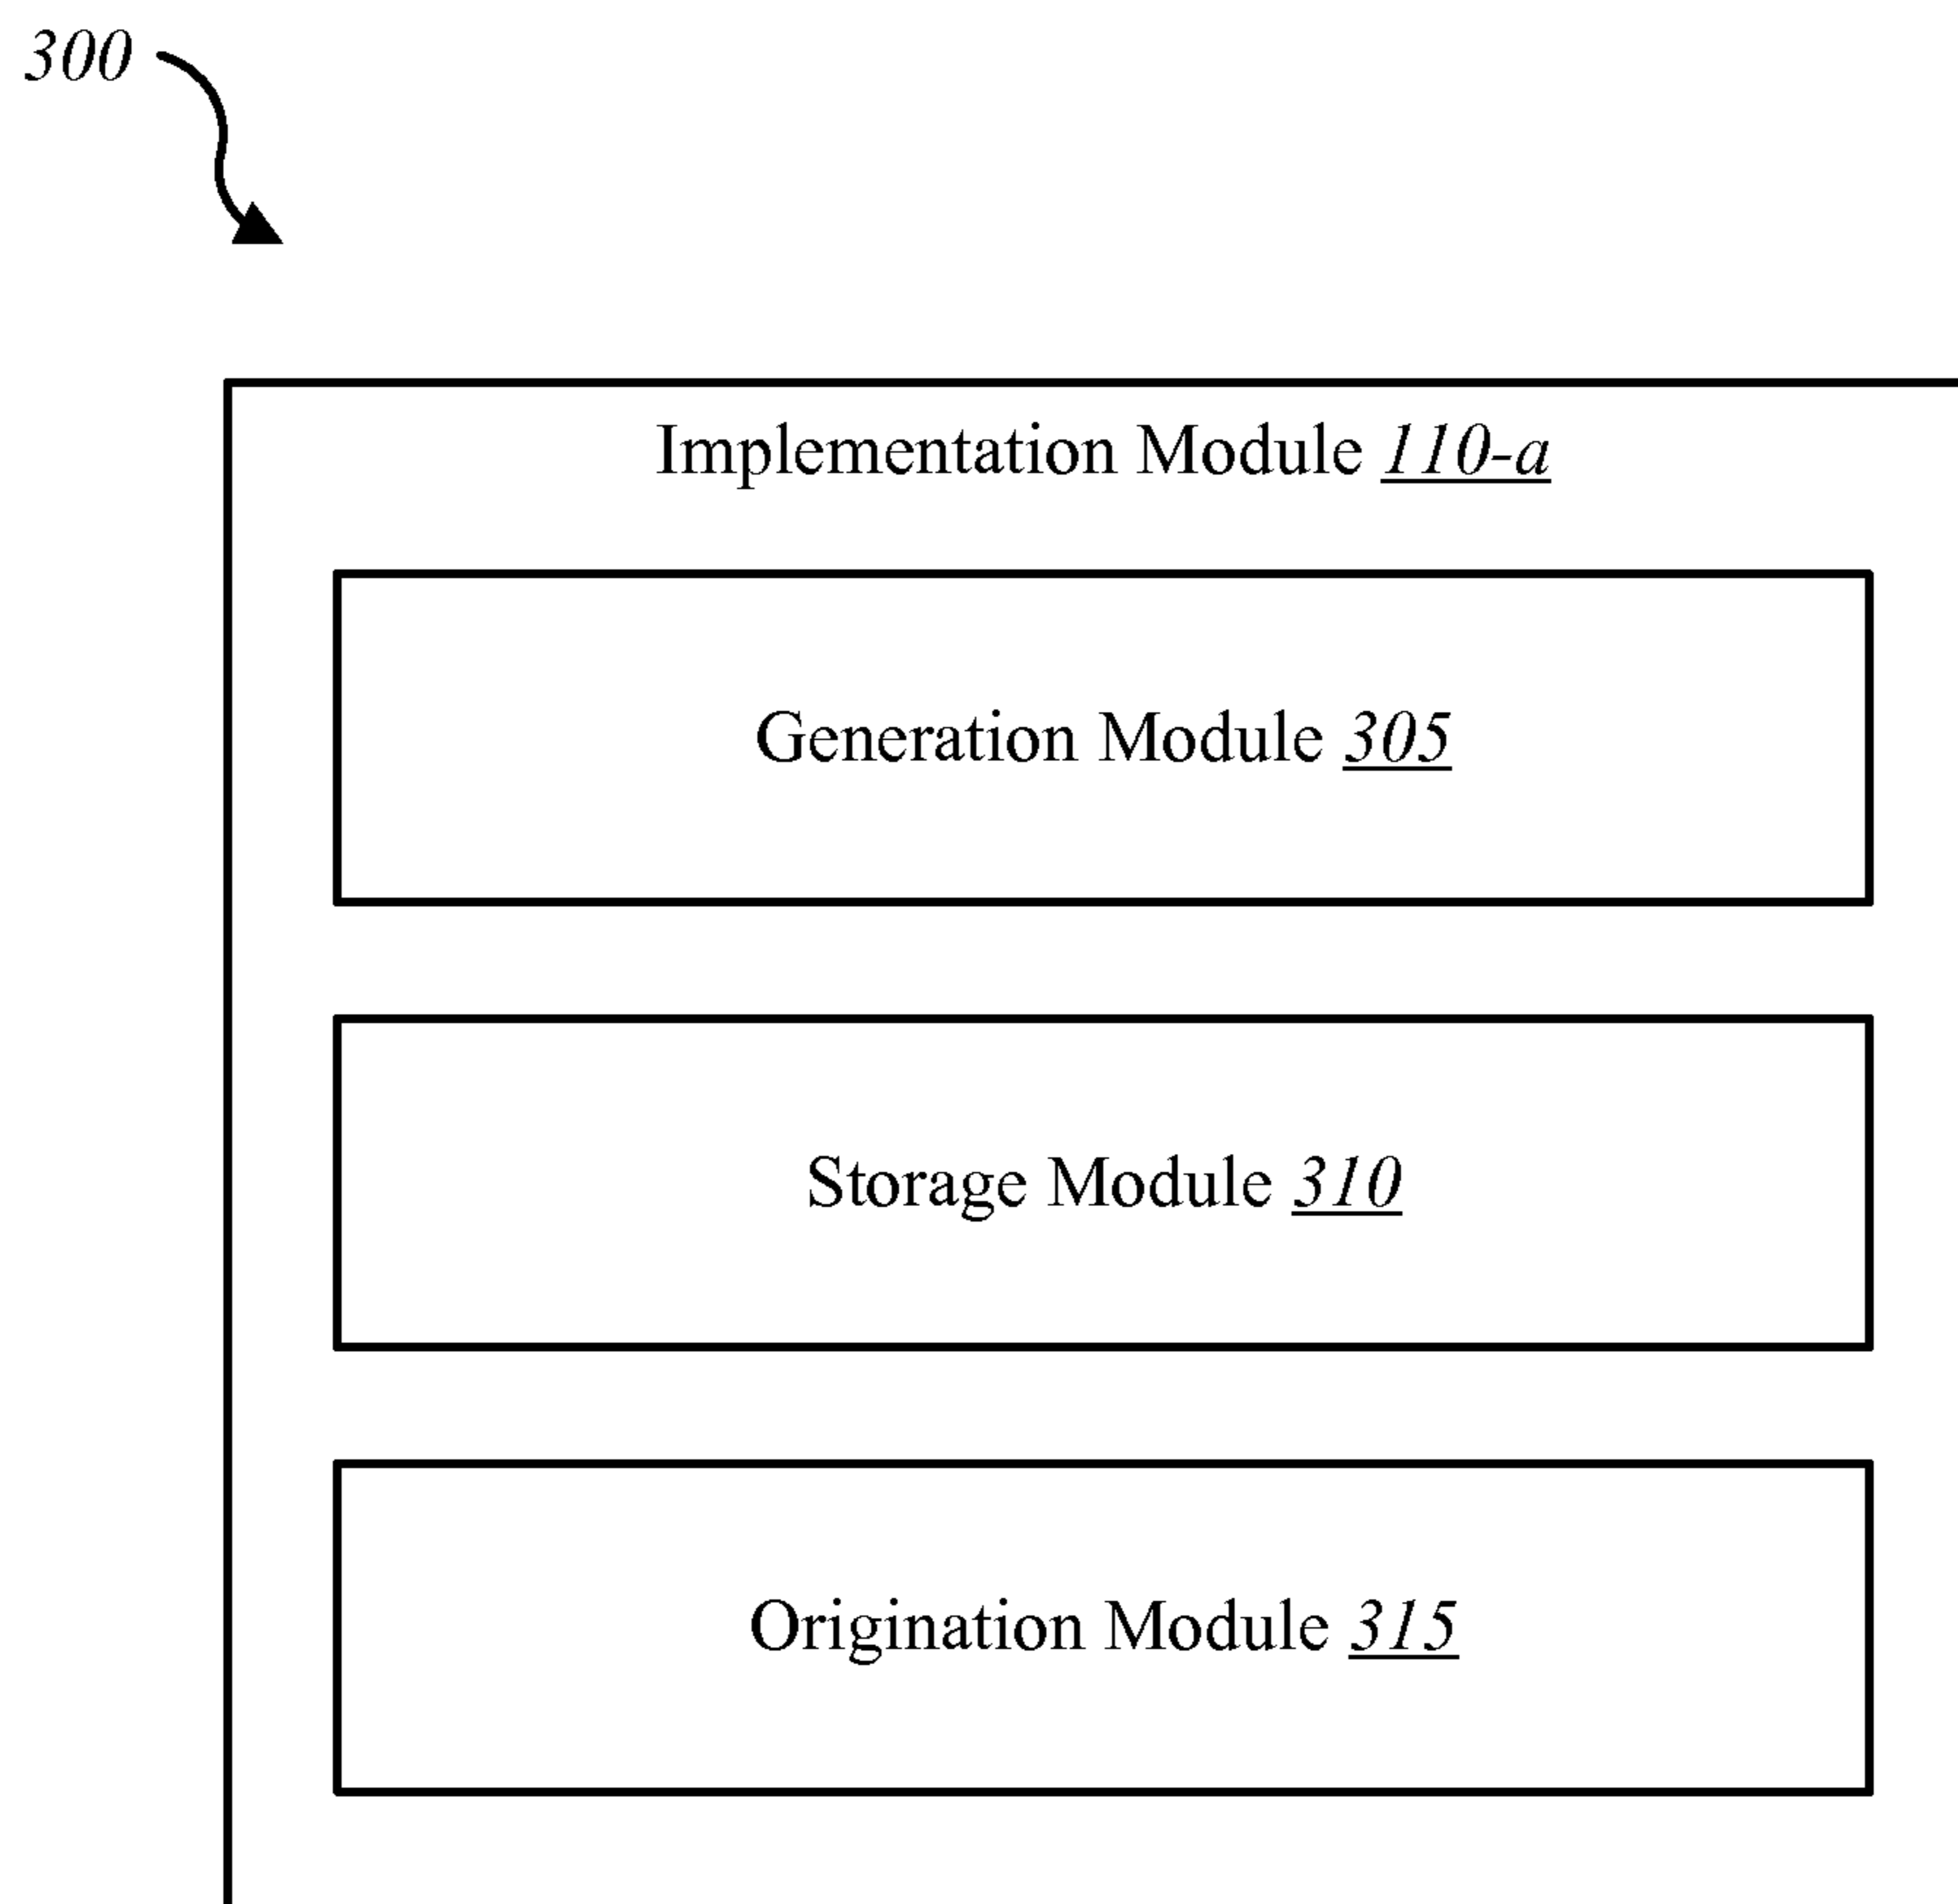 300
Implementation Module 110-a
Generation Module 305
Storage Module 310
Origination Module 315